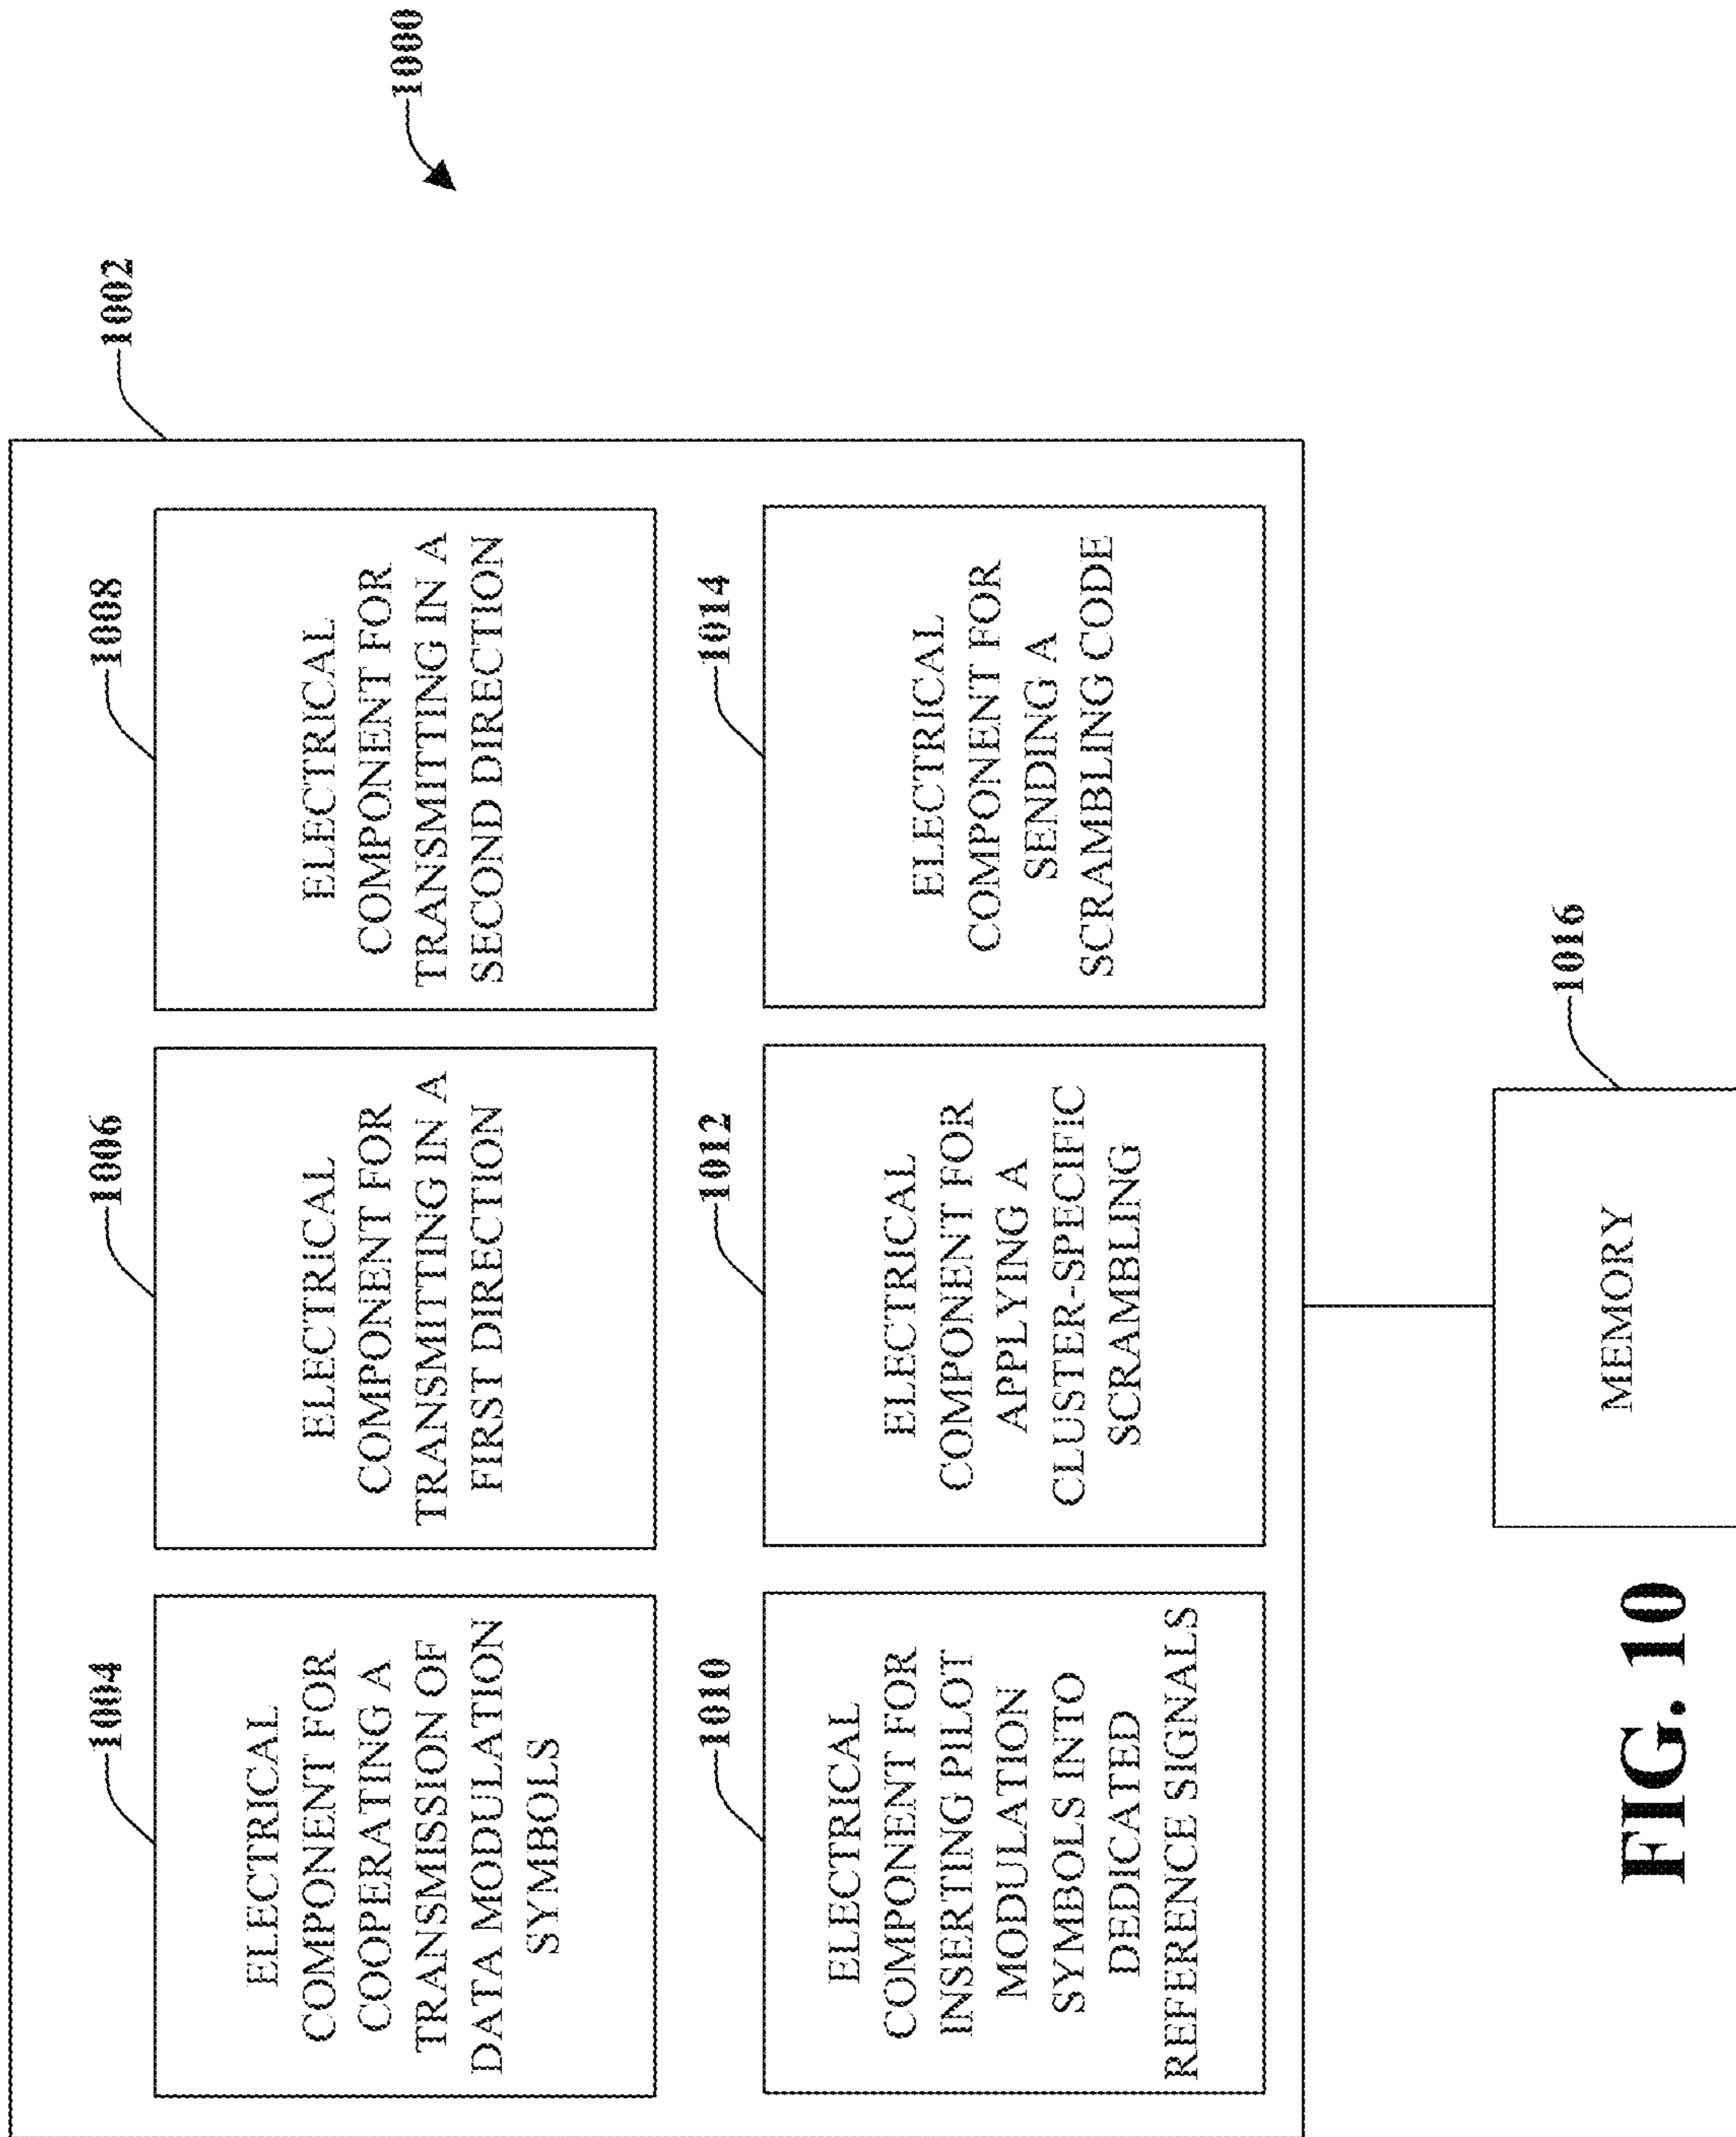 1000
1002
1004
ELECTRICAL
COMPONENT FOR
COOPERATING A
TRANSMISSION OF
DATA MODULATION
SYMBOLS
1006
ELECTRICAL
COMPONENT FOR
TRANSMITTING IN A
FIRST DIRECTION
1008
ELECTRICAL
COMPONENT FOR
TRANSMITTING IN A
SECOND DIRECTION
1010
ELECTRICAL
COMPONENT FOR
INSERTING PILOT
MODULATION
SYMBOLS INTO
DEDICATED
REFERENCE SIGNALS
1012
ELECTRICAL
COMPONENT FOR
APPLYING A
CLUSTER-SPECIFIC
SCRAMBLING
1014
ELECTRICAL
COMPONENT FOR
SENDING A
SCRAMBLING CODE
1016
MEMORY
FIG. 10